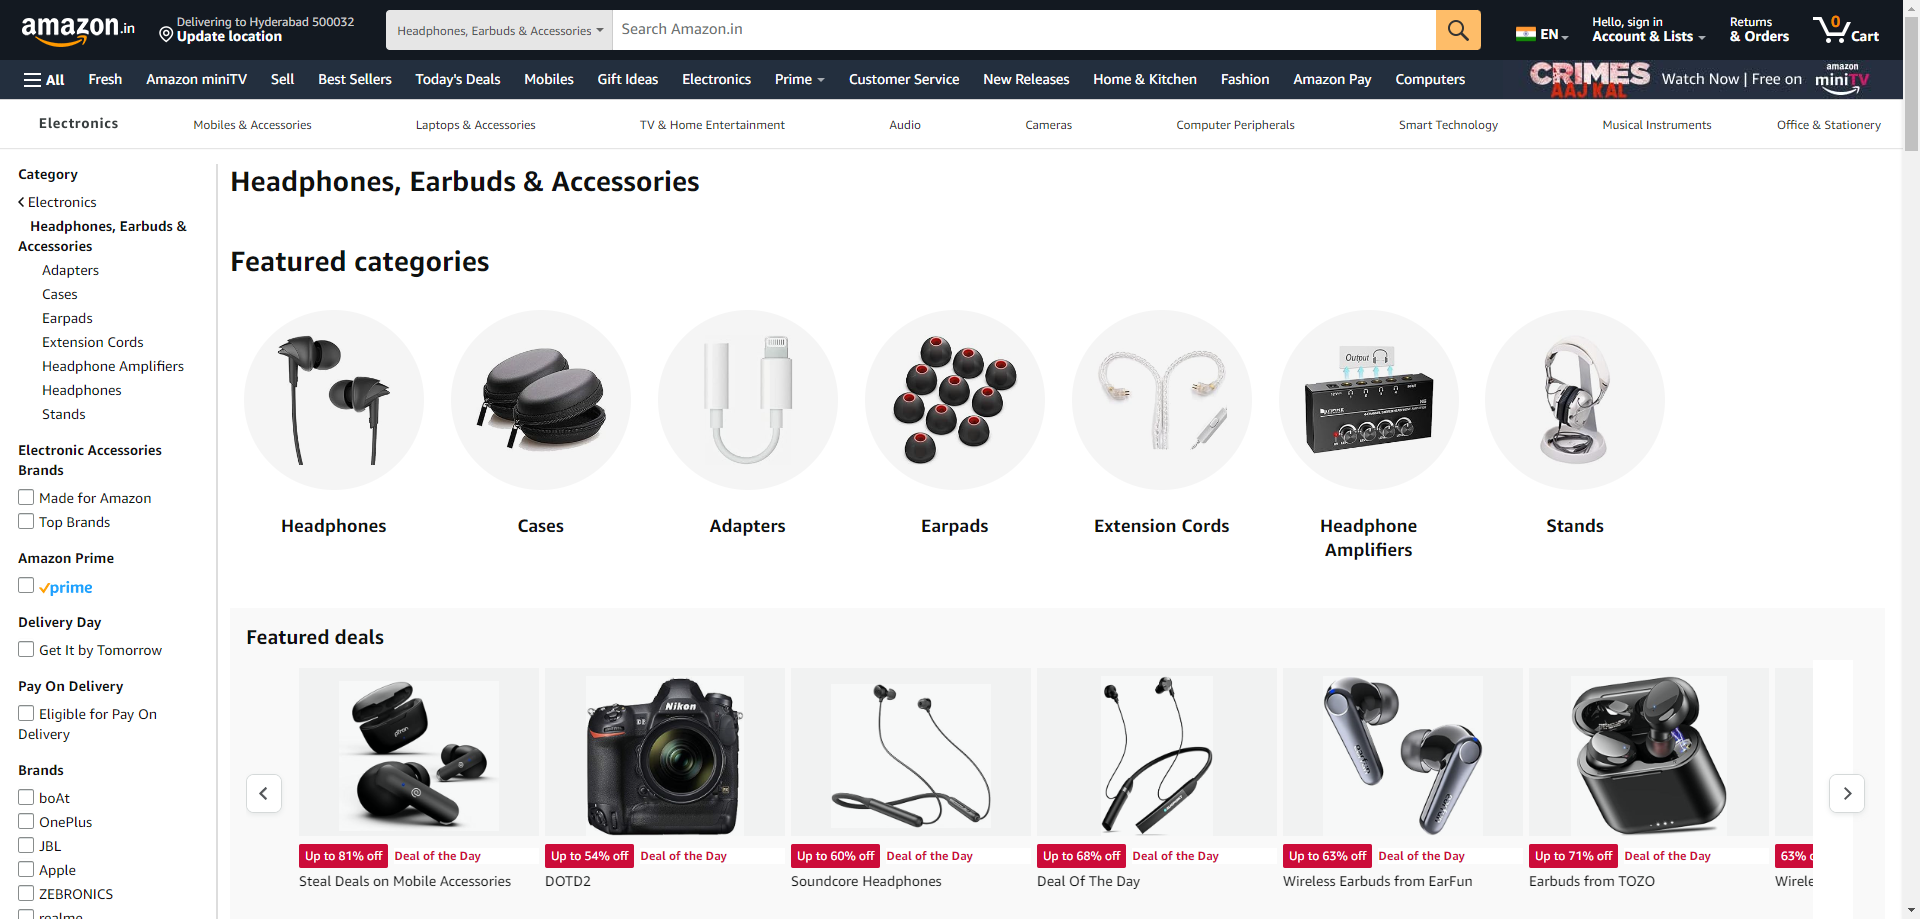 amazon.in
Delivering to Hyderabad 500032
Update location
Headphones, Earbuds & Accessories
Search Amazon.in
EN
Hello, sign in
Account & Lists
Returns
& Orders
0
Cart
All
Fresh
Amazon miniTV
Sell
Best Sellers
Today's Deals
Mobiles
Gift Ideas
Electronics
Prime
Customer Service
New Releases
Home & Kitchen
Fashion
Amazon Pay
Computers
CRIMES
AAJ KAL
Watch Now | Free on
amazon
miniTV
Electronics
Mobiles & Accessories
Laptops & Accessories
TV & Home Entertainment
Audio
Cameras
Computer Peripherals
Smart Technology
Musical Instruments
Office & Stationery
Category
Electronics
Headphones, Earbuds &
Accessories
Adapters
Cases
Earpads
Extension Cords
Headphone Amplifiers
Headphones
Stands
Electronic Accessories
Brands
Made for Amazon
Top Brands
Amazon Prime
prime
Delivery Day
Get It by Tomorrow
Pay On Delivery
Eligible for Pay On
Delivery
Brands
boAt
OnePlus
JBL
Apple
ZEBRONICS
realme
Headphones, Earbuds & Accessories
Featured categories
Output
Headphones
Cases
Adapters
Earpads
Extension Cords
Headphone
Amplifiers
Stands
Featured deals
Nikon
Up to 81% off
Deal of the Day
Steal Deals on Mobile Accessories
Up to 54% off
Deal of the Day
DOTD2
Up to 60% off
Deal of the Day
Soundcore Headphones
Up to 68% off
Deal of the Day
Deal Of The Day
Up to 63% off
Deal of the Day
Wireless Earbuds from EarFun
Up to 71% off
Deal of the Day
Earbuds from TOZO
63%
Wirele